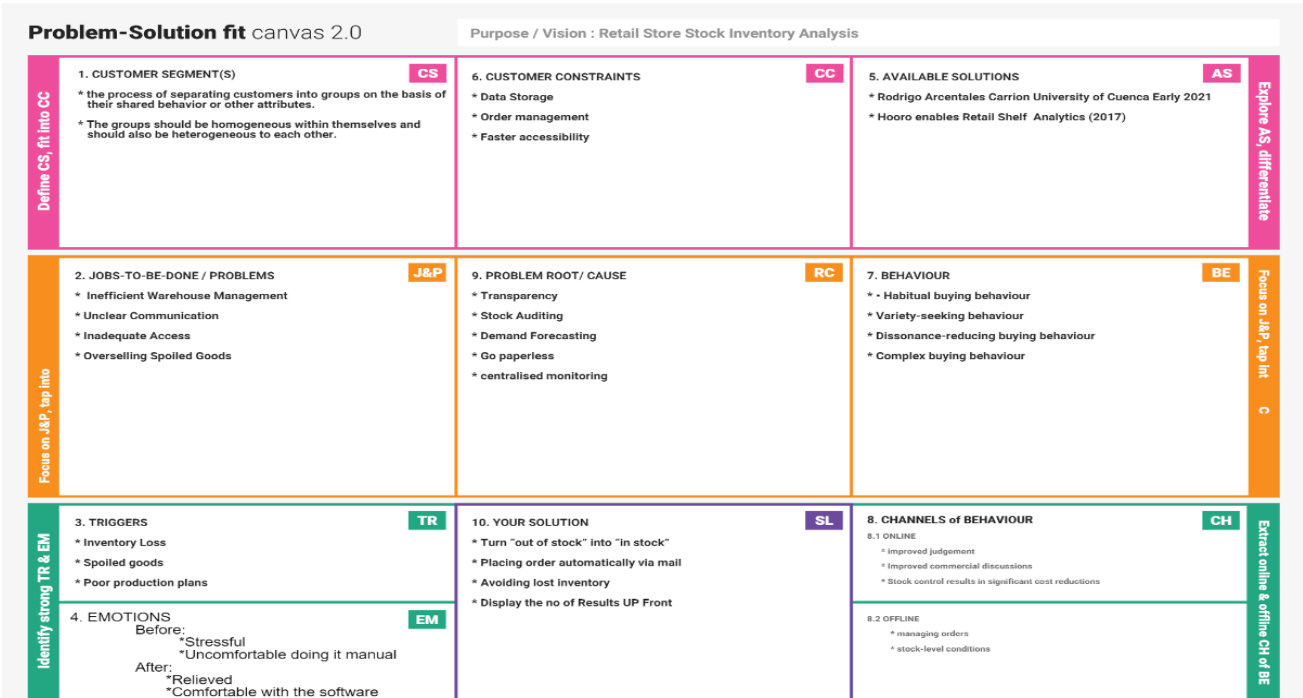 Problem-Solution fit canvas 2.0
Purpose / Vision : Retail Store Stock Inventory Analysis
Define CS, fit into CC
1. CUSTOMER SEGMENT(S)
CS
* the process of separating customers into groups on the basis of
their shared behavior or other attributes.
* The groups should be homogeneous within themselves and
should also be heterogeneous to each other.
6. CUSTOMER CONSTRAINTS
CC
* Data Storage
* Order management
* Faster accessibility
5. AVAILABLE SOLUTIONS
AS
* Rodrigo Arcentales Carrion University of Cuenca Early 2021
* Hooro enables Retail Shelf Analytics (2017)
Explore AS, differentiate
Focus on J&P, tap into
2. JOBS-TO-BE-DONE / PROBLEMS
J&P
* Inefficient Warehouse Management
* Unclear Communication
* Inadequate Access
* Overselling Spoiled Goods
9. PROBLEM ROOT/ CAUSE
RC
* Transparency
* Stock Auditing
* Demand Forecasting
* Go paperless
* centralised monitoring
7. BEHAVIOUR
BE
* • Habitual buying behaviour
* Variety-seeking behaviour
* Dissonance-reducing buying behaviour
* Complex buying behaviour
Focus on J&P, tap int C
Identify strong TR & EM
3. TRIGGERS
TR
* Inventory Loss
* Spoiled goods
* Poor production plans
4. EMOTIONS
EM
Before:
*Stressful
*Uncomfortable doing it manual
After:
*Relieved
*Comfortable with the software
10. YOUR SOLUTION
SL
* Turn "out of stock" into "in stock"
* Placing order automatically via mail
* Avoiding lost inventory
* Display the no of Results UP Front
8. CHANNELS of BEHAVIOUR
CH
8.1 ONLINE
* improved judgement
* Improved commercial discussions
* Stock control results in significant cost reductions
8.2 OFFLINE
* managing orders
* stock-level conditions
Extract online & offline CH of BE